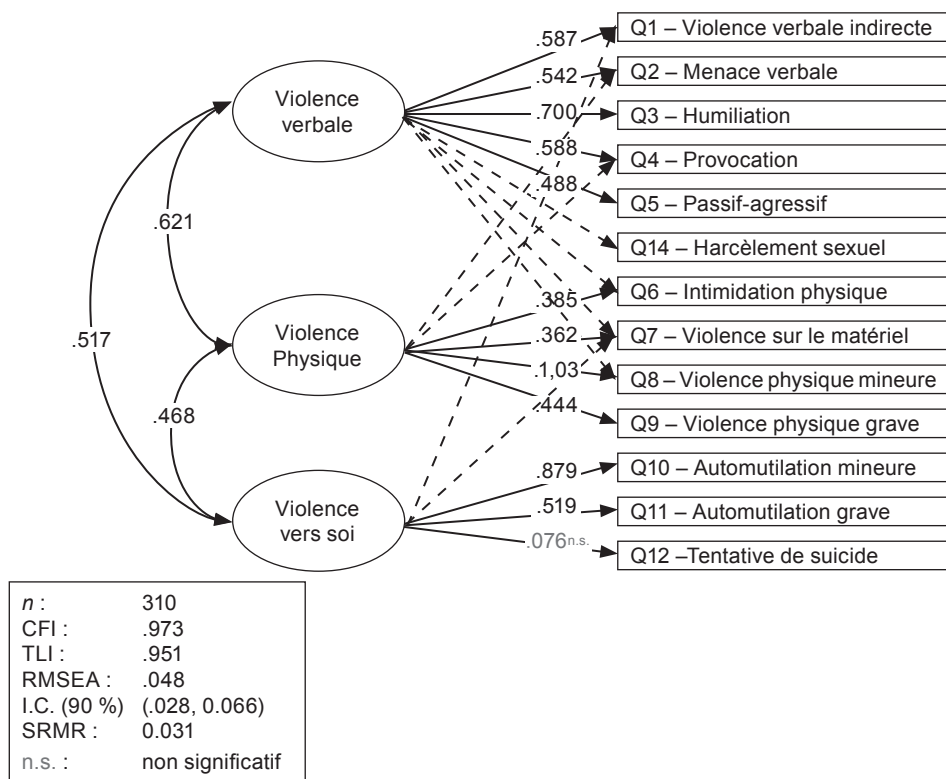 Q1 – Violence verbale indirecte
.587
Violence
verbale
.542
Q2 – Menace verbale
.700
Q3 – Humiliation
.588
Q4 – Provocation
.488
Q5 – Passif-agressif
.621
Q14 – Harcèlement sexuel
.385
Q6 – Intimidation physique
.517
Violence
Physique
.362
Q7 – Violence sur le matériel
.1,03
Q8 – Violence physique mineure
.468
.444
Q9 – Violence physique grave
.879
Q10 – Automutilation mineure
Violence
vers soi
.519
Q11 – Automutilation grave
.076n.s.
Q12 –Tentative de suicide
n : 310
CFI : .973
TLI : .951
RMSEA : .048
I.C. (90 %) (.028, 0.066)
SRMR : 0.031
n.s. : non significatif